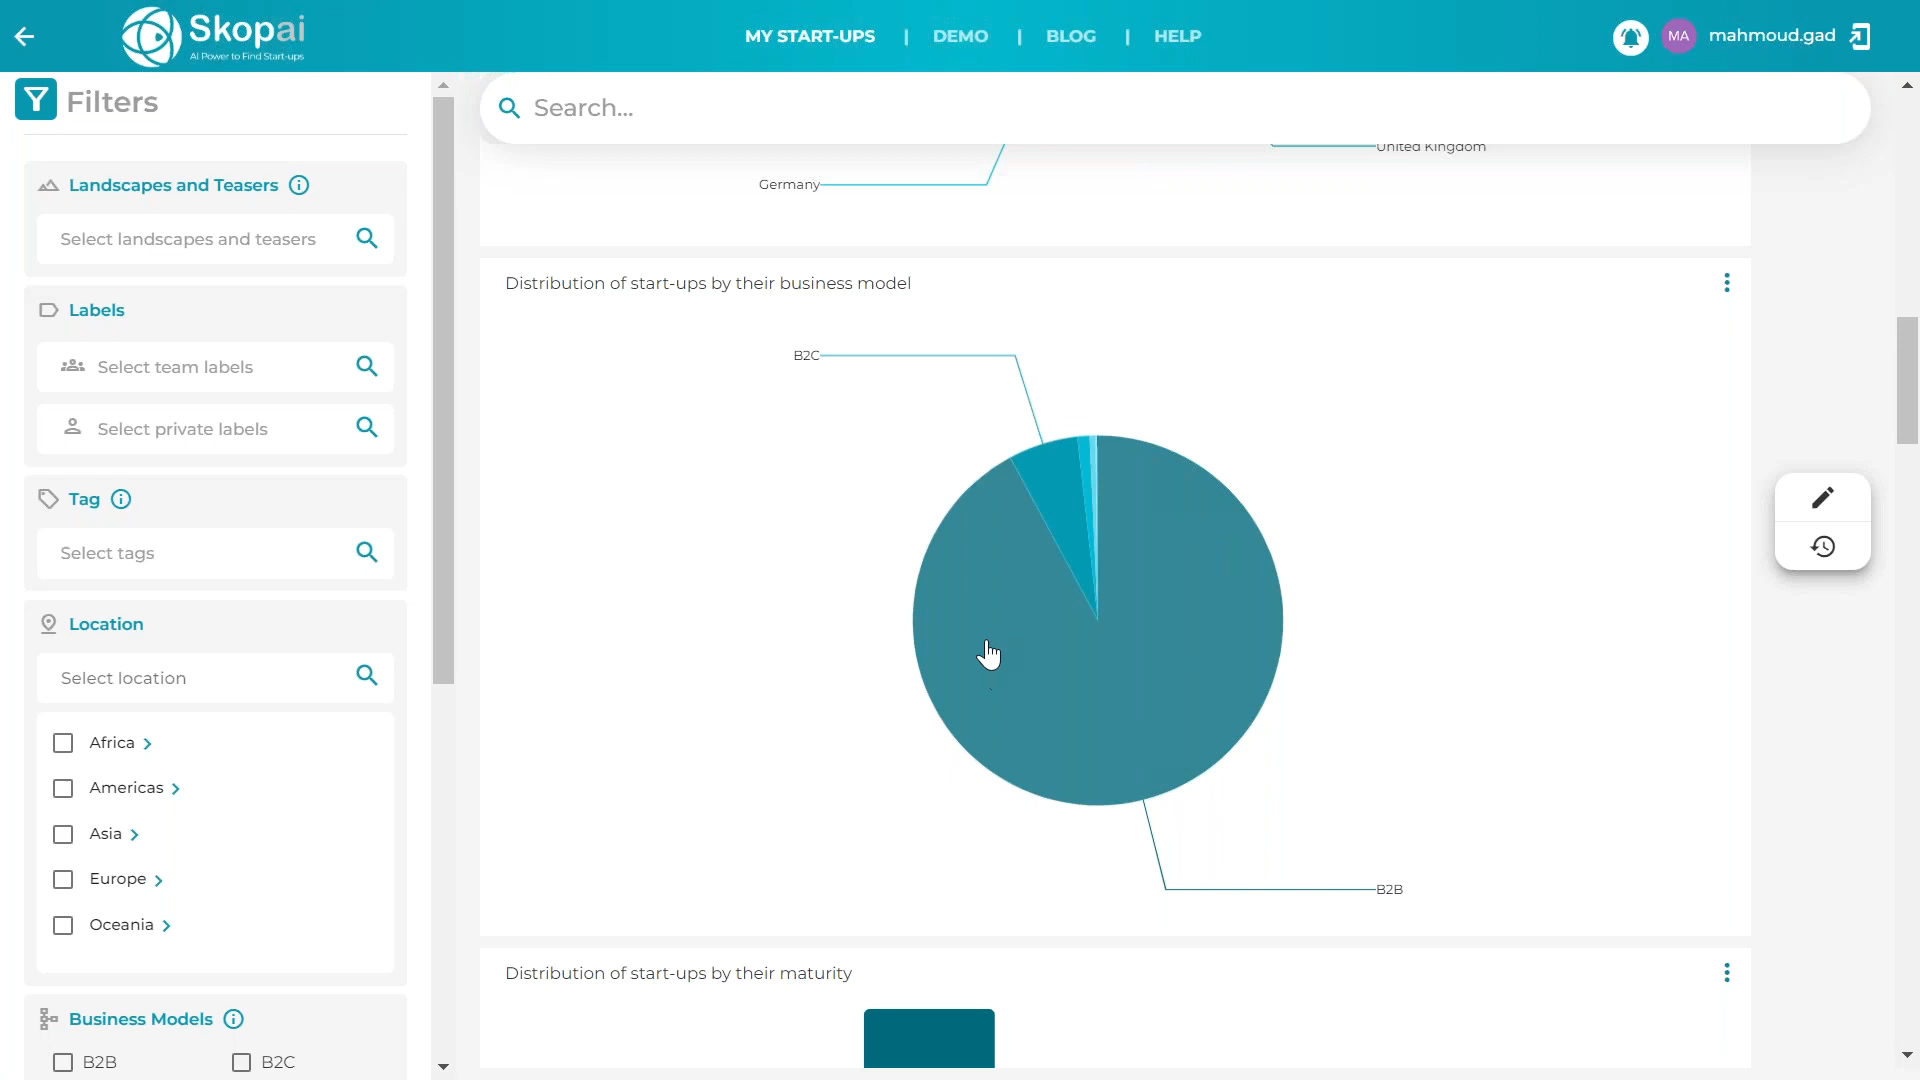 Skopai
AI Power to Find Start-ups
MY START-UPS | DEMO | BLOG | HELP
MA mahmoud.gad
Filters
Search...
Landscapes and Teasers
Select landscapes and teasers
Labels
Select team labels
Select private labels
Tag
Select tags
Location
Select location
Africa
Americas
Asia
Europe
Oceania
Business Models
B2B B2C
United Kingdom
Germany
Distribution of start-ups by their business model
B2C
B2B
Distribution of start-ups by their maturity